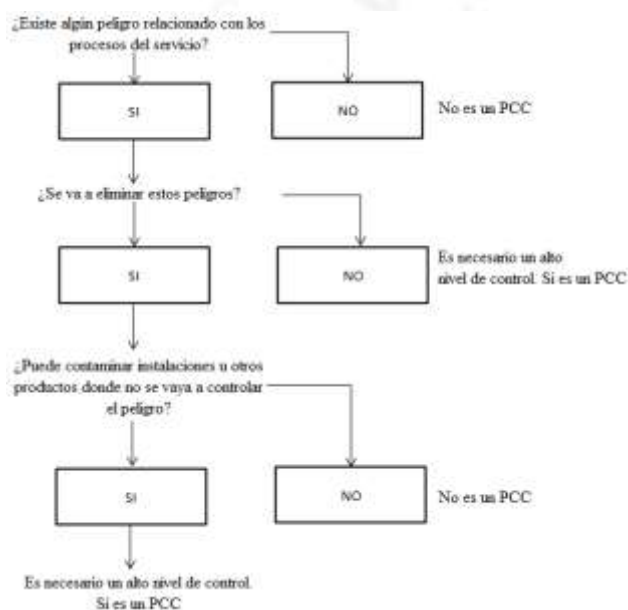 ¿Existe algún peligro relacionado con los
procesos del servicio?
SI
NO
No es un PCC
¿Se va a eliminar estos peligros?
SI
NO
Es necesario un alto
nivel de control. Si es un PCC
¿Puede contaminar instalaciones u otros
productos donde no se vaya a controlar
el peligro?
SI
NO
No es un PCC
Es necesario un alto nivel de control.
Si es un PCC